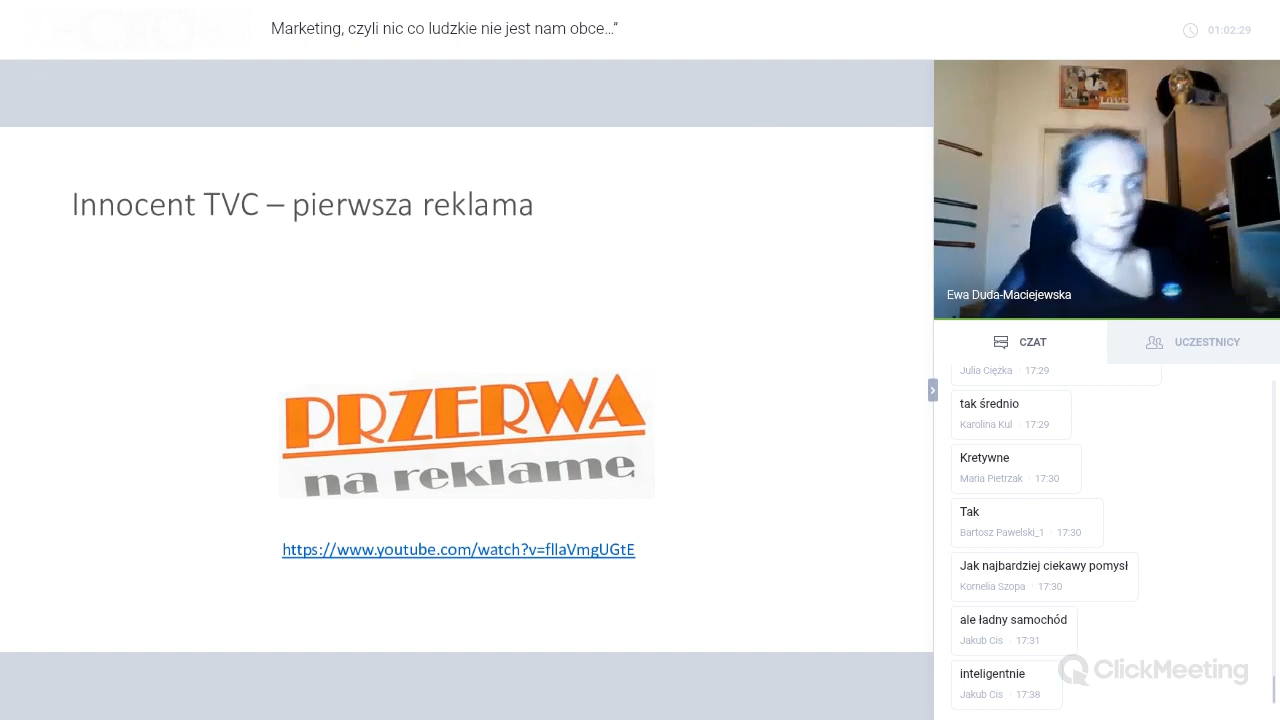 Marketing, czyli nic co ludzkie nie jest nam obce..."
01:02:29
Innocent TVC – pierwsza reklama
PRZERWA
na reklamę
https://www.youtube.com/watch?v=fllaVmgUGtE
Ewa Duda-Maciejewska
CZAT
UCZESTNICY
Julia Ciężka 17:29
tak średnio
Karolina Kul 17:29
Kretywne
Maria Pietrzak 17:30
Tak
Bartosz Pawelski_1 17:30
Jak najbardziej ciekawy pomysł
Kornelia Szopa 17:30
ale ładny samochód
Jakub Cis 17:31
inteligentnie
Jakub Cis 17:38
ClickMeeting